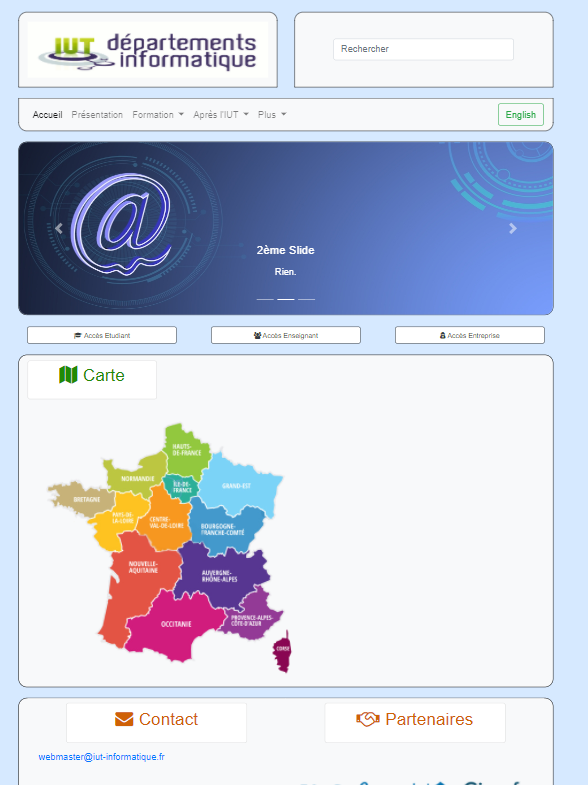 IUT départements
informatique
Rechercher
Accueil Présentation Formation Après l'IUT Plus English
@
2ème Slide
Rien.
Accès Etudiant Accès Enseignant Accès Entreprise
Carte
HAUTS-
DE-FRANCE
NORMANDIE
ÎLE-DE-
FRANCE
GRAND-EST
BRETAGNE
PAYS-DE-
LA-LOIRE
CENTRE-
VAL-DE-LOIRE
BOURGOGNE-
FRANCHE-COMTÉ
NOUVELLE-
AQUITAINE
AUVERGNE-
RHÔNE-ALPES
OCCITANIE
PROVENCE-ALPES-
CÔTE-D'AZUR
CORSE
Contact Partenaires
webmaster@iut-informatique.fr